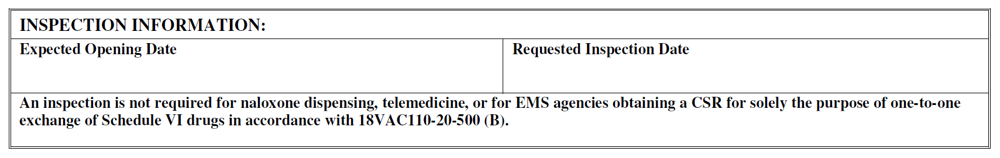 INSPECTION INFORMATION:
Expected Opening Date
Requested Inspection Date
An inspection is not required for naloxone dispensing, telemedicine, or for EMS agencies obtaining a CSR for solely the purpose of one-to-one
exchange of Schedule VI drugs in accordance with 18VAC110-20-500 (B).